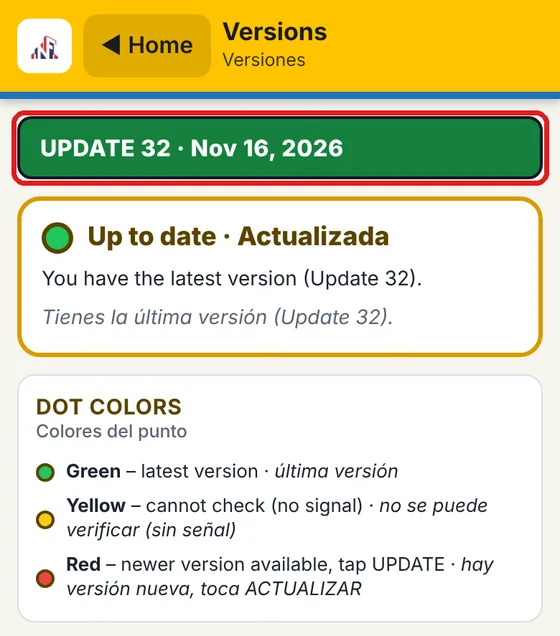 ◀ Home
Versions
Versiones
UPDATE 32 · Nov 16, 2026
Up to date · Actualizada
You have the latest version (Update 32).
Tienes la última versión (Update 32).
DOT COLORS
Colores del punto
Green – latest version · última versión
Yellow – cannot check (no signal) · no se puede
verificar (sin señal)
Red – newer version available, tap UPDATE · hay
versión nueva, toca ACTUALIZAR